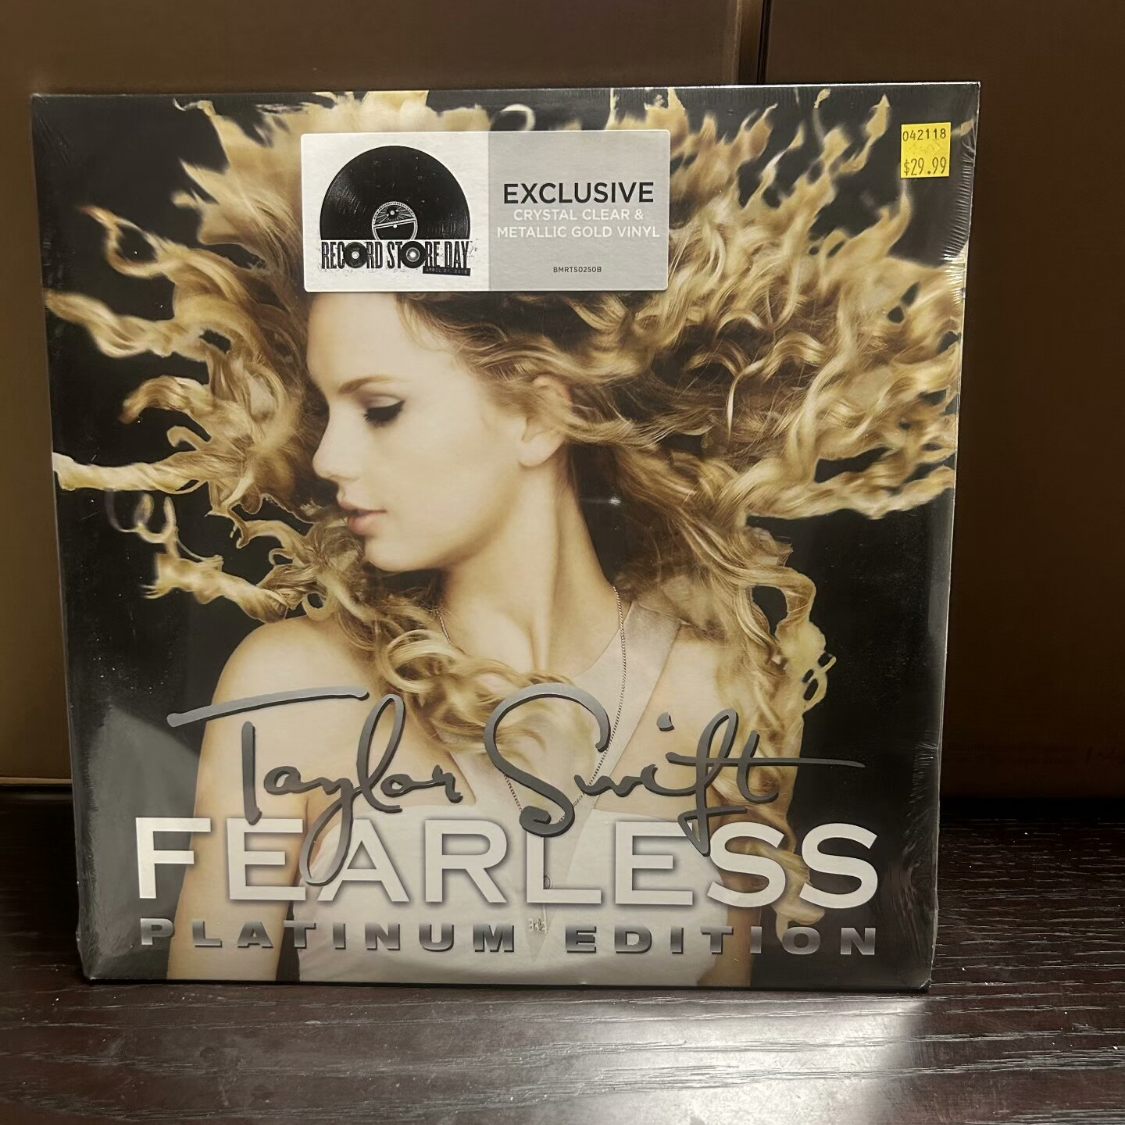 042118
$29.99
EXCLUSIVE
CRYSTAL CLEAR &
METALLIC GOLD VINYL
RECORD STORE DAY
BMRTS0250B
Taylor Swift
FEARLESS
PLATINUM EDITION